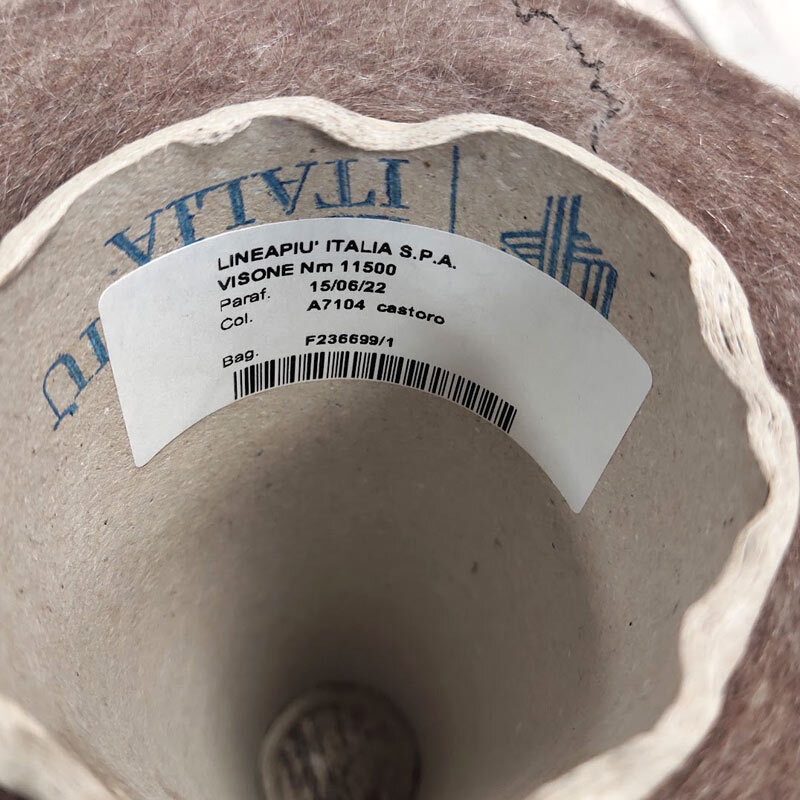 LINEAPIU' ITALIA S.P.A.
VISONE Nm 11500
Paraf. 15/06/22
Col. A7104 castoro
Bag. F236699/1
ITALIA